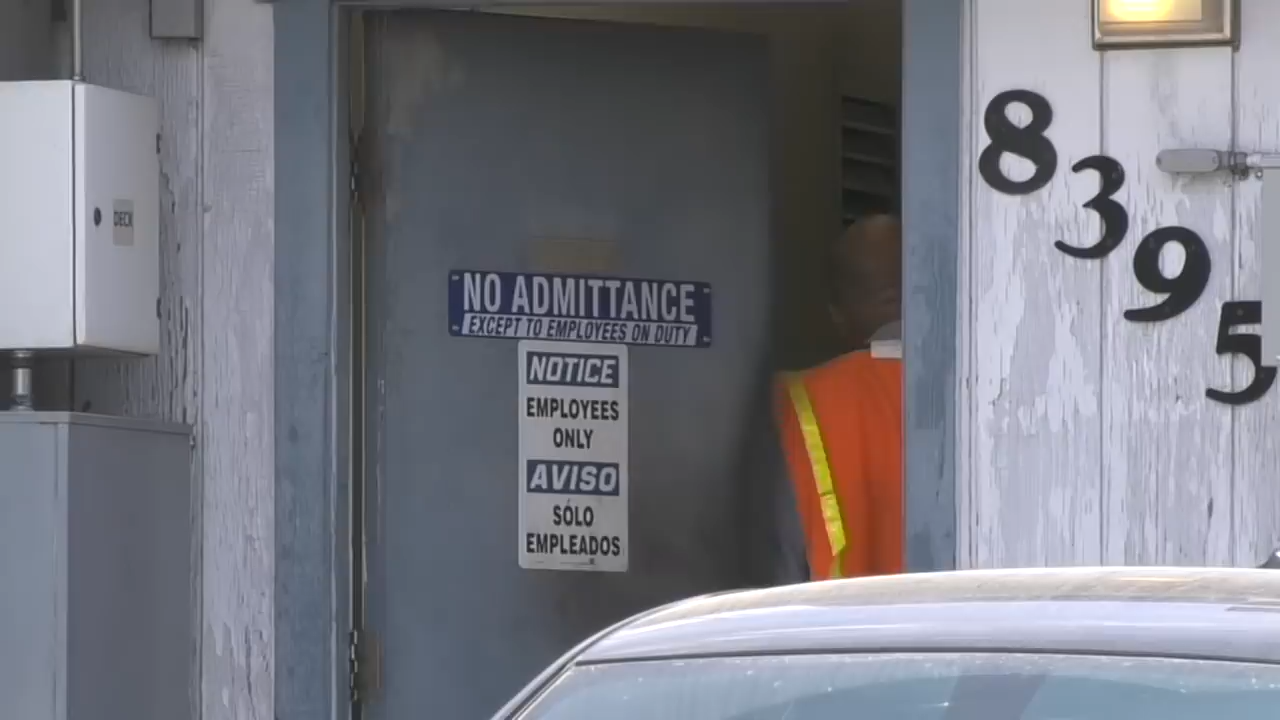 DECK
NO ADMITTANCE
EXCEPT TO EMPLOYEES ON DUTY
NOTICE
EMPLOYEES
ONLY
AVISO
SÓLO
EMPLEADOS
8395